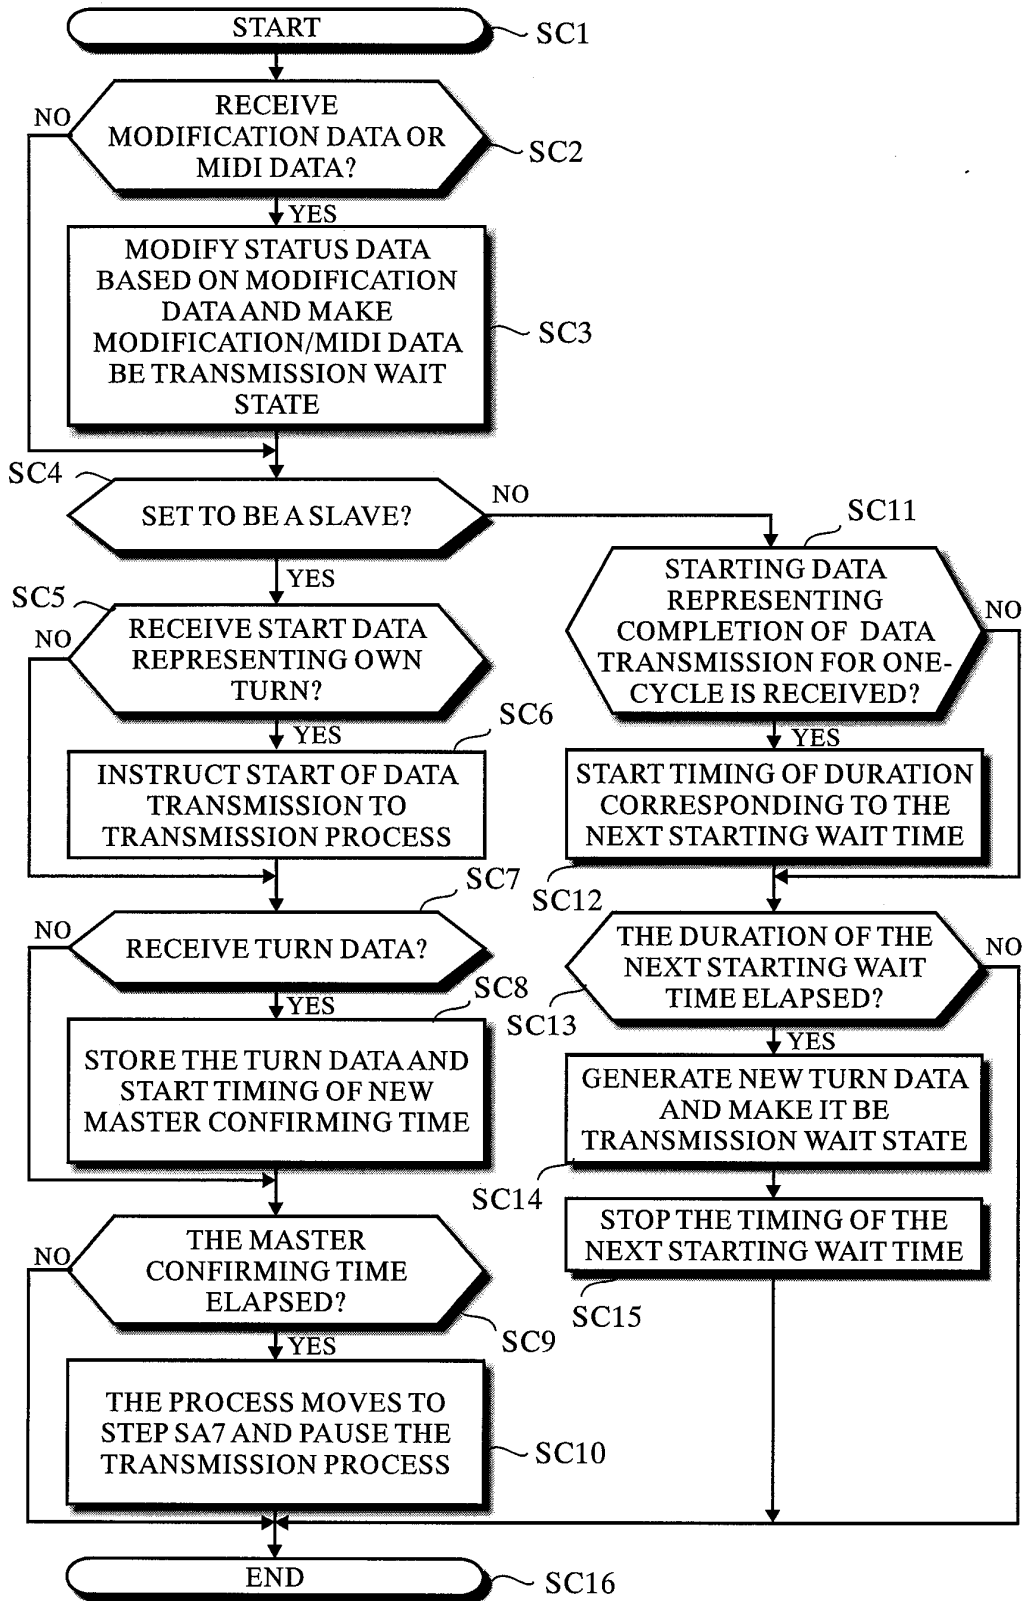 START
SC1
RECEIVE
MODIFICATION DATA OR
MIDI DATA?
SC2
NO
YES
MODIFY STATUS DATA
BASED ON MODIFICATION
DATA AND MAKE
MODIFICATION/MIDI DATA
BE TRANSMISSION WAIT
STATE
SC3
SC4
SET TO BE A SLAVE?
NO
YES
SC5
NO
RECEIVE START DATA
REPRESENTING OWN
TURN?
YES
SC6
INSTRUCT START OF DATA
TRANSMISSION TO
TRANSMISSION PROCESS
SC7
NO
RECEIVE TURN DATA?
YES
SC8
STORE THE TURN DATA AND
START TIMING OF NEW
MASTER CONFIRMING TIME
NO
THE MASTER
CONFIRMING TIME
ELAPSED?
SC9
YES
THE PROCESS MOVES TO
STEP SA7 AND PAUSE THE
TRANSMISSION PROCESS
SC10
SC11
STARTING DATA
REPRESENTING
COMPLETION OF DATA
TRANSMISSION FOR ONE-
CYCLE IS RECEIVED?
NO
YES
START TIMING OF DURATION
CORRESPONDING TO THE
NEXT STARTING WAIT TIME
SC12
THE DURATION OF THE
NEXT STARTING WAIT
TIME ELAPSED?
NO
SC13
YES
GENERATE NEW TURN DATA
AND MAKE IT BE
TRANSMISSION WAIT STATE
SC14
STOP THE TIMING OF THE
NEXT STARTING WAIT TIME
SC15
END
SC16